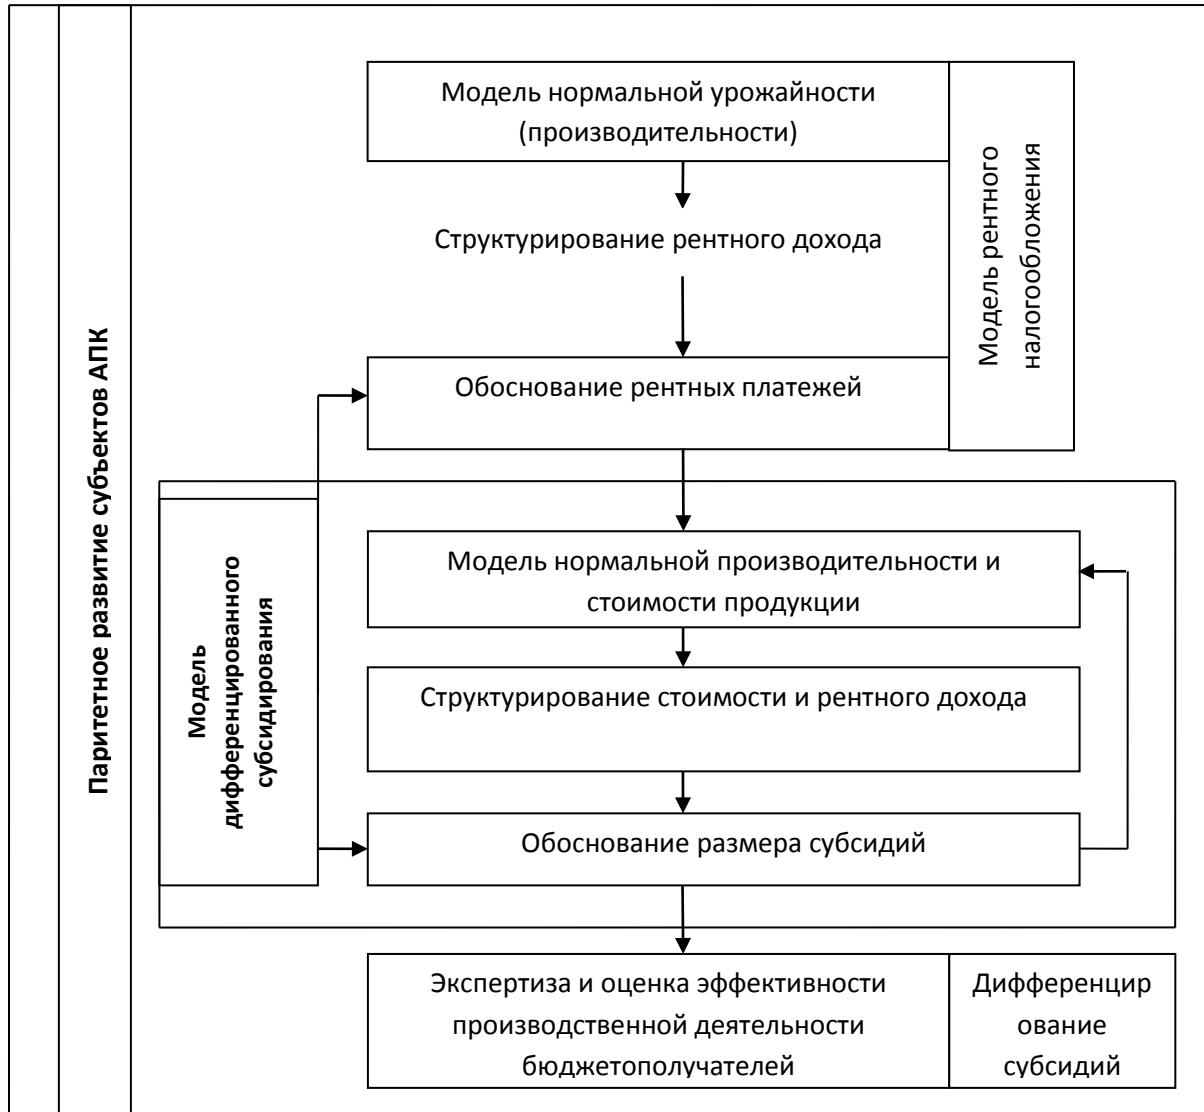 Паритетное развитие субъектов АПК
Модель нормальной урожайности
(производительности)
Модель рентного
налогообложения
Структурирование рентного дохода
Обоснование рентных платежей
Модель
дифференцированного
субсидирования
Модель нормальной производительности и
стоимости продукции
Структурирование стоимости и рентного дохода
Обоснование размера субсидий
Экспертиза и оценка эффективности
производственной деятельности
бюджетополучателей
Дифференцир
ование
субсидий